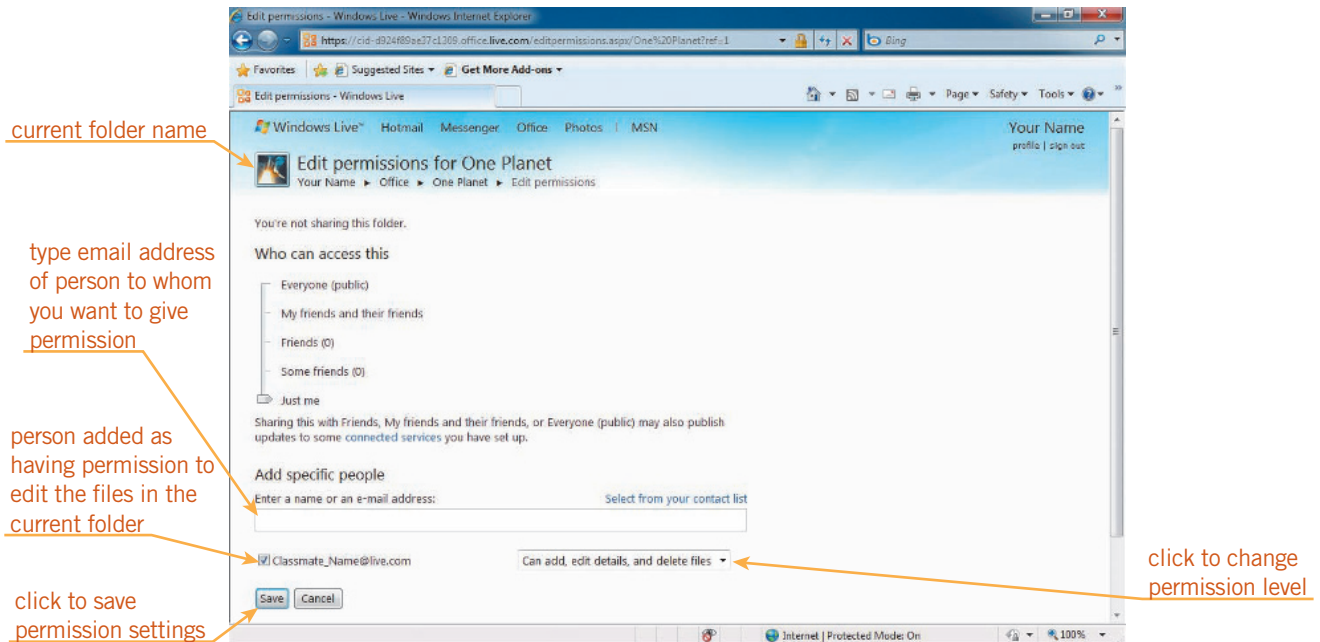 Edit permissions - Windows Live - Windows Internet Explorer
https://cid-d924f89ae37c1309.office.live.com/editpermissions.aspx/One%20Planet?ref=1
Bing
Favorites Suggested Sites Get More Add-ons
Edit permissions - Windows Live
Page Safety Tools
Windows Live™ Hotmail Messenger Office Photos | MSN
Your Name
profile | sign out
current folder name
Edit permissions for One Planet
Your Name ► Office ► One Planet ► Edit permissions
You're not sharing this folder.
Who can access this
type email address
of person to whom
you want to give
permission
Everyone (public)
My friends and their friends
Friends (0)
Some friends (0)
Just me
Sharing this with Friends, My friends and their friends, or Everyone (public) may also publish
updates to some connected services you have set up.
person added as
having permission to
edit the files in the
current folder
Add specific people
Enter a name or an e-mail address:
Select from your contact list
Classmate_Name@live.com
Can add, edit details, and delete files
click to change
permission level
click to save
permission settings
Save Cancel
Internet | Protected Mode: On
100%